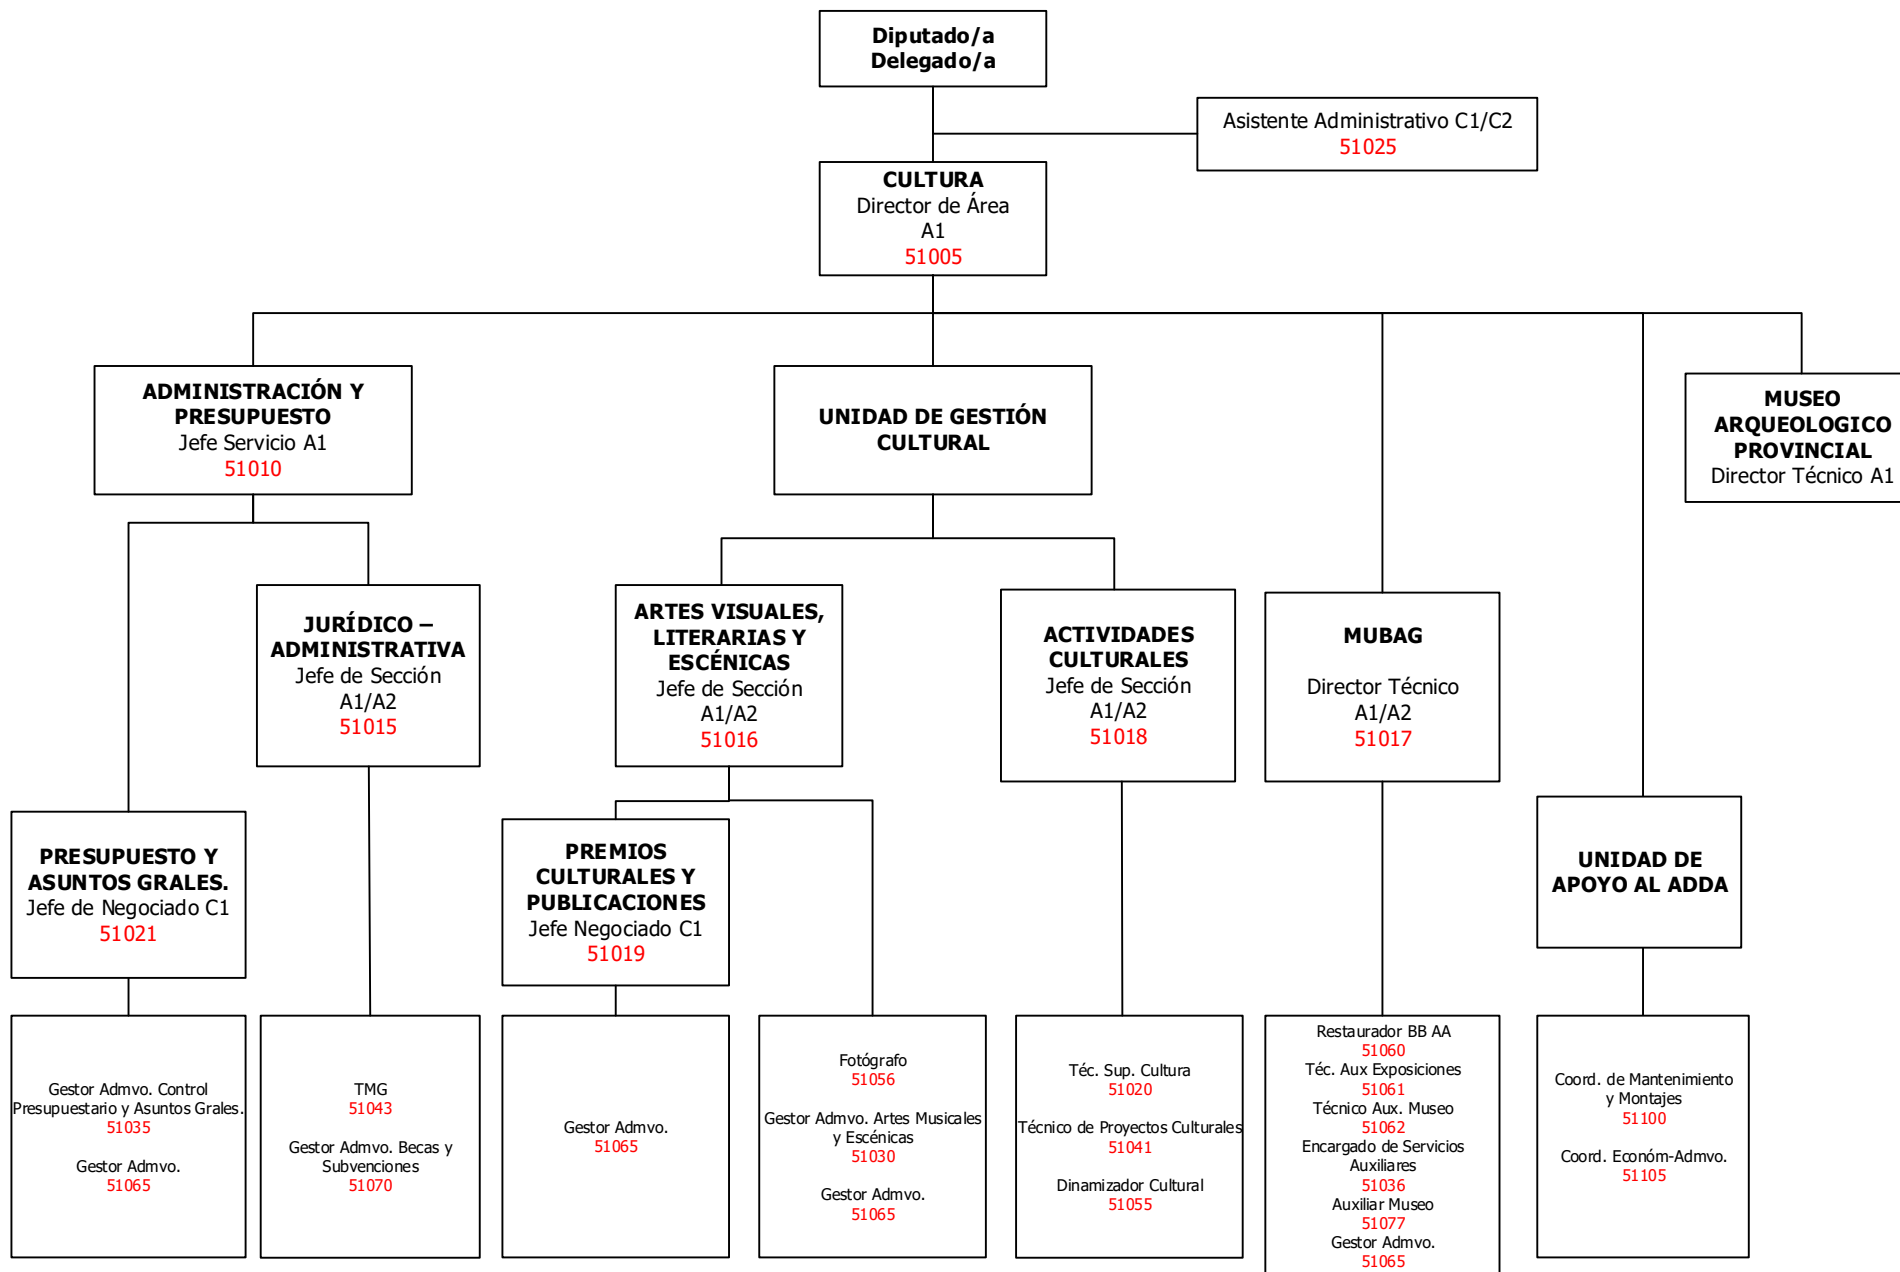 Diputado/a
Delegado/a
Asistente Administrativo C1/C2
51025
CULTURA
Director de Área
A1
51005
ADMINISTRACIÓN Y
PRESUPUESTO
Jefe Servicio A1
51010
UNIDAD DE GESTIÓN
CULTURAL
MUSEO
ARQUEOLOGICO
PROVINCIAL
Director Técnico A1
JURÍDICO –
ADMINISTRATIVA
Jefe de Sección
A1/A2
51015
ARTES VISUALES,
LITERARIAS Y
ESCÉNICAS
Jefe de Sección
A1/A2
51016
ACTIVIDADES
CULTURALES
Jefe de Sección
A1/A2
51018
MUBAG
Director Técnico
A1/A2
51017
PRESUPUESTO Y
ASUNTOS GRALES.
Jefe de Negociado C1
51021
PREMIOS
CULTURALES Y
PUBLICACIONES
Jefe Negociado C1
51019
UNIDAD DE
APOYO AL ADDA
Gestor Admvo. Control
Presupuestario y Asuntos Grales.
51035
Gestor Admvo.
51065
TMG
51043
Gestor Admvo. Becas y
Subvenciones
51070
Gestor Admvo.
51065
Fotógrafo
51056
Gestor Admvo. Artes Musicales
y Escénicas
51030
Gestor Admvo.
51065
Téc. Sup. Cultura
51020
Técnico de Proyectos Culturales
51041
Dinamizador Cultural
51055
Restaurador BB AA
51060
Téc. Aux Exposiciones
51061
Técnico Aux. Museo
51062
Encargado de Servicios
Auxiliares
51036
Auxiliar Museo
51077
Gestor Admvo.
51065
Coord. de Mantenimiento
y Montajes
51100
Coord. Económ-Admvo.
51105